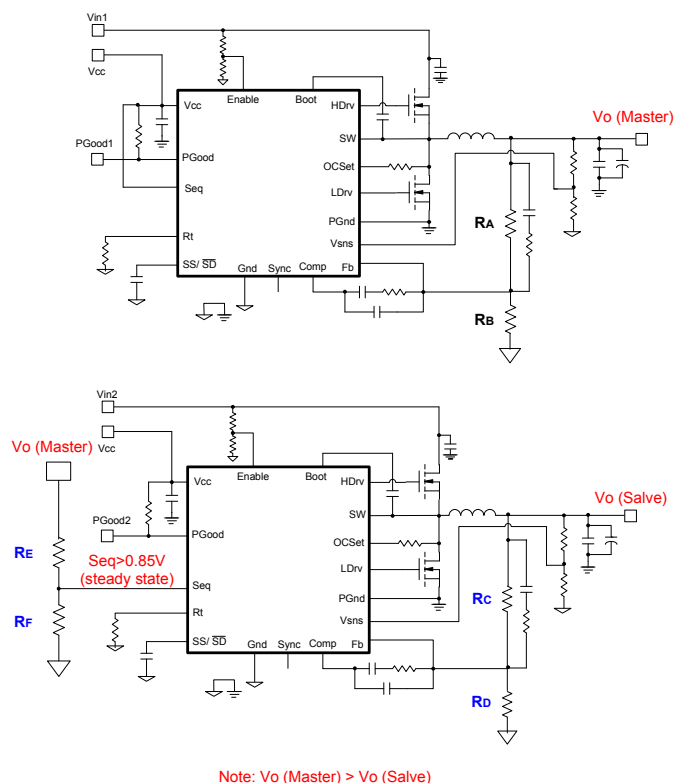 Vin1
Vcc
Enable
Boot
Vcc
HDrv
Vo (Master)
SW
PGood1
PGood
OCSet
Seq
LDrv
PGnd
RA
Rt
Vsns
SS/ SD
Gnd
Sync
Comp
Fb
RB
Vin2
Vo (Master)
Vcc
Enable
Boot
Vcc
HDrv
Vo (Salve)
SW
PGood2
PGood
RE
OCSet
Seq>0.85V
(steady state)
LDrv
Seq
RC
PGnd
RF
Rt
Vsns
SS/ SD
Gnd
Sync
Comp
Fb
RD
Note: Vo (Master) > Vo (Salve)